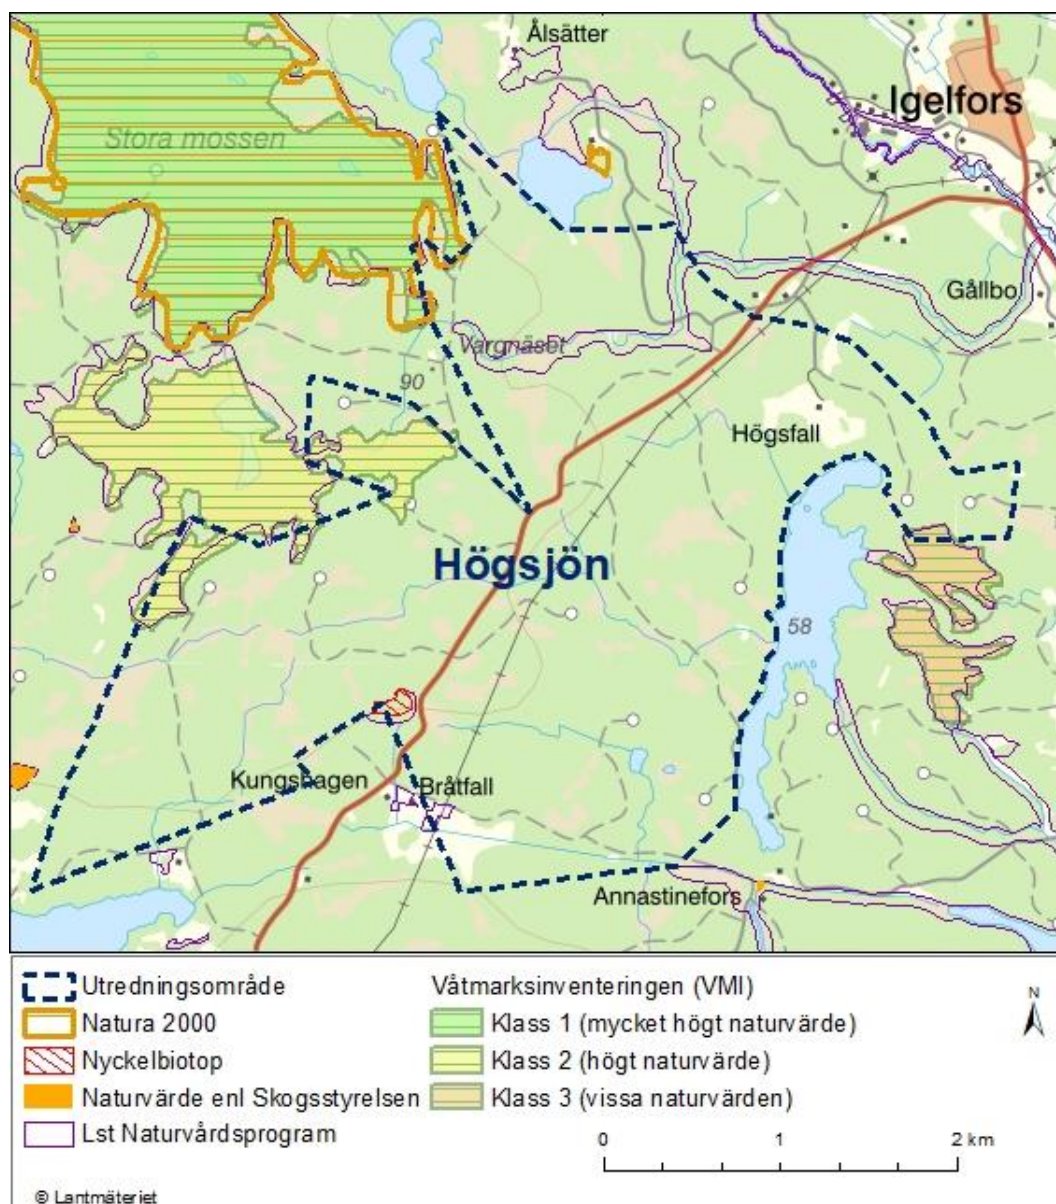 Ålsätter
Igelfors
Stora mossen
Gållbo
Vargnäset
90
Högsfall
Högsjön
58
Kungshagen
Bråtfall
Annastinefors
Utredningsområde
Natura 2000
Nyckelbiotop
Naturvärde enl Skogsstyrelsen
Lst Naturvårdsprogram
Våtmarksinventeringen (VMI)
Klass 1 (mycket högt naturvärde)
Klass 2 (högt naturvärde)
Klass 3 (vissa naturvärden)
N
0 1 2 km
© Lantmäteriet